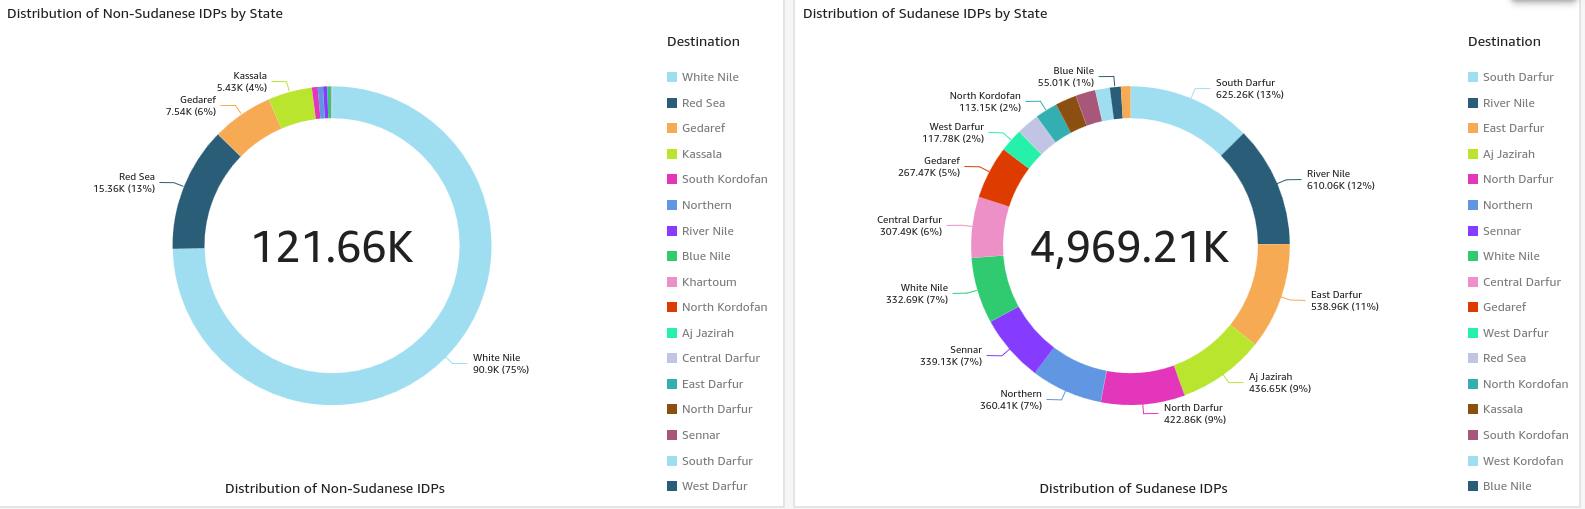 Distribution of Non-Sudanese IDPs by State
Destination
White Nile
Red Sea
Gedaref
Kassala
South Kordofan
Northern
River Nile
Blue Nile
Khartoum
North Kordofan
Aj Jazirah
Central Darfur
East Darfur
North Darfur
Sennar
South Darfur
West Darfur
Kassala
5.43K (4%)
Gedaref
7.54K (6%)
Red Sea
15.36K (13%)
121.66K
White Nile
90.9K (75%)
Distribution of Non-Sudanese IDPs
Distribution of Sudanese IDPs by State
Destination
South Darfur
River Nile
East Darfur
Aj Jazirah
North Darfur
Northern
Sennar
White Nile
Central Darfur
Gedaref
West Darfur
Red Sea
North Kordofan
Kassala
South Kordofan
West Kordofan
Blue Nile
Blue Nile
55.01K (1%)
South Darfur
625.26K (13%)
North Kordofan
113.15K (2%)
West Darfur
117.78K (2%)
Gedaref
267.47K (5%)
River Nile
610.06K (12%)
Central Darfur
307.49K (6%)
4,969.21K
White Nile
332.69K (7%)
East Darfur
538.96K (11%)
Sennar
339.13K (7%)
Aj Jazirah
436.65K (9%)
Northern
360.41K (7%)
North Darfur
422.86K (9%)
Distribution of Sudanese IDPs